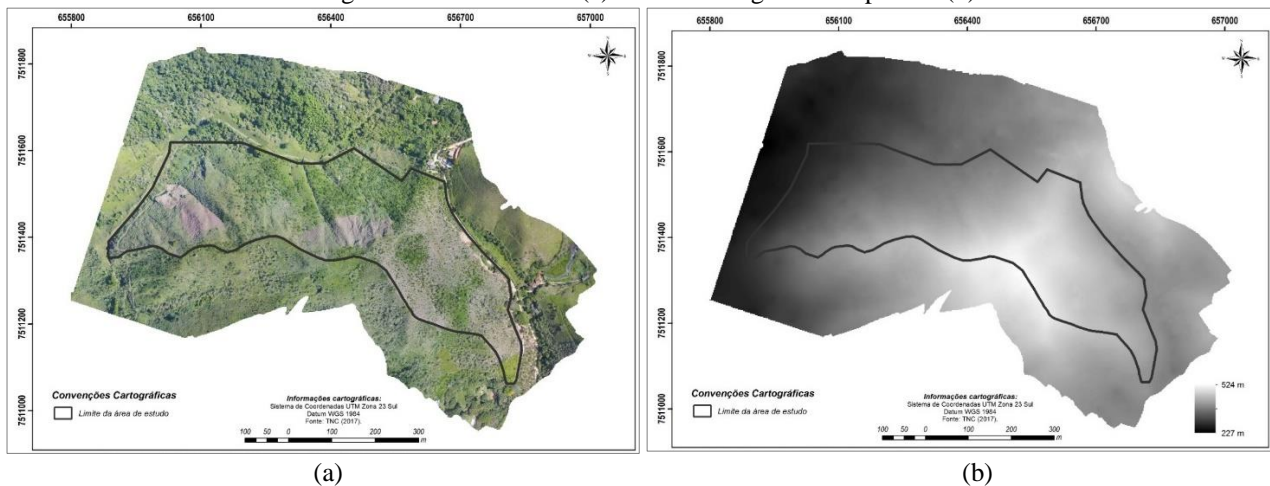 (a)
655800 656100 656400 656700 657000
7511800
7511600
7511400
7511200
7511000
Convenções Cartográficas
Limite da área de estudo
Informações cartográficas:
Sistema de Coordenadas UTM Zona 23 Sul
Datum WGS 1984
Fonte: TNC (2017).
100 50 0 100 200 300
m
(a)
655800 656100 656400 656700 657000
7511800
7511600
7511400
7511200
7511000
Convenções Cartográficas
Limite da área de estudo
Informações cartográficas:
Sistema de Coordenadas UTM Zona 23 Sul
Datum WGS 1984
Fonte: TNC (2017).
100 50 0 100 200 300
m
524 m
227 m
(b)